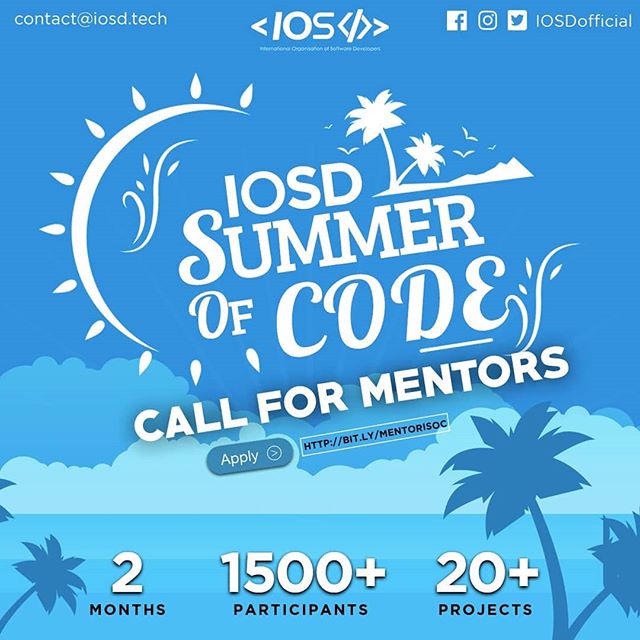 contact@iosd.tech
<IOS</>
International Organisation of Software Developers
IOSDofficial
IOSD
SUMMER
OF CODE
CALL FOR MENTORS
Apply >
HTTP://BIT.LY/MENTORISOC
2
MONTHS
1500+
PARTICIPANTS
20+
PROJECTS